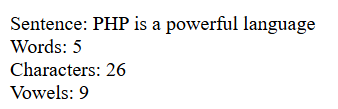 Sentence: PHP is a powerful language
Words: 5
Characters: 26
Vowels: 9